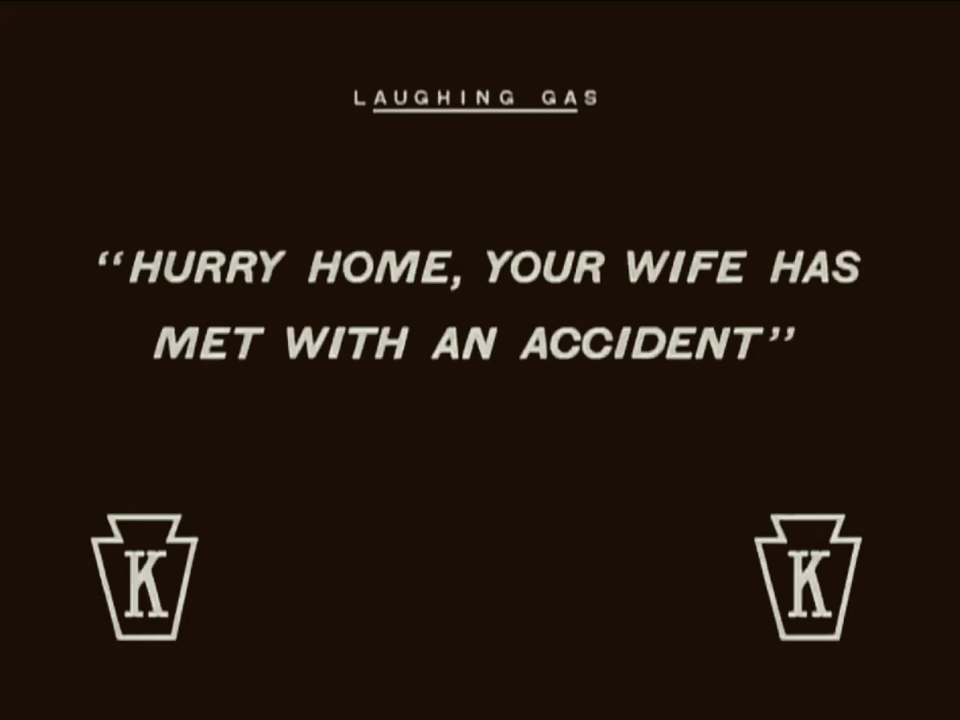 LAUGHING GAS
“HURRY HOME, YOUR WIFE HAS
MET WITH AN ACCIDENT”
K
K